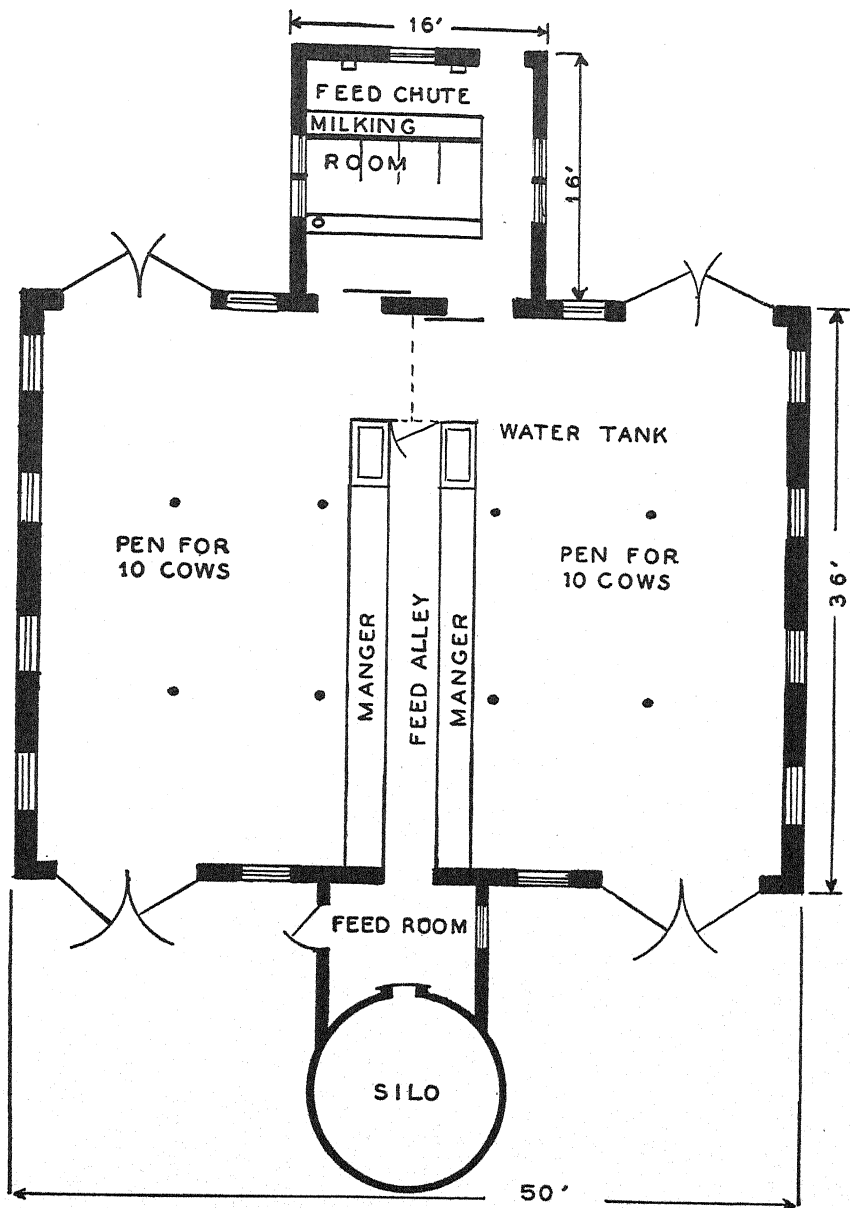 16'
FEED CHUTE
MILKING
ROOM
16'
WATER TANK
PEN FOR
10 COWS
PEN FOR
10 COWS
MANGER
FEED ALLEY
MANGER
36'
FEED ROOM
SILO
50'